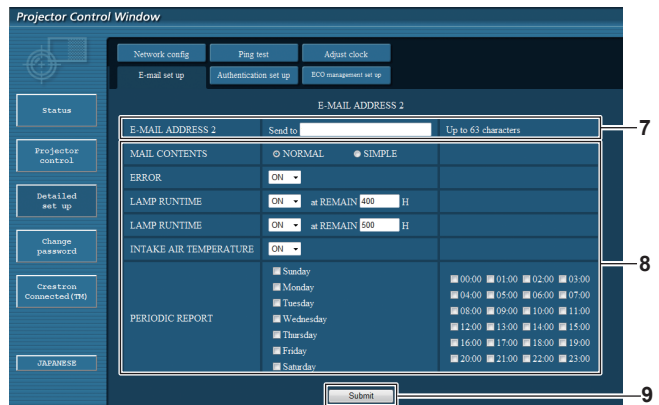 Projector Control Window
Network config Ping test Adjust clock
E-mail set up Authentication set up ECO management set up
E-MAIL ADDRESS 2
Status
Projector control
Detailed set up
Change password
Crestron Connected(TM)
JAPANESE
E-MAIL ADDRESS 2 Send to Up to 63 characters
7
MAIL CONTENTS NORMAL SIMPLE
ERROR ON
LAMP RUNTIME ON at REMAIN 400 H
LAMP RUNTIME ON at REMAIN 500 H
INTAKE AIR TEMPERATURE ON
8
PERIODIC REPORT
Sunday
Monday
Tuesday
Wednesday
Thursday
Friday
Saturday
00:00 01:00 02:00 03:00
04:00 05:00 06:00 07:00
08:00 09:00 10:00 11:00
12:00 13:00 14:00 15:00
16:00 17:00 18:00 19:00
20:00 21:00 22:00 23:00
Submit
9